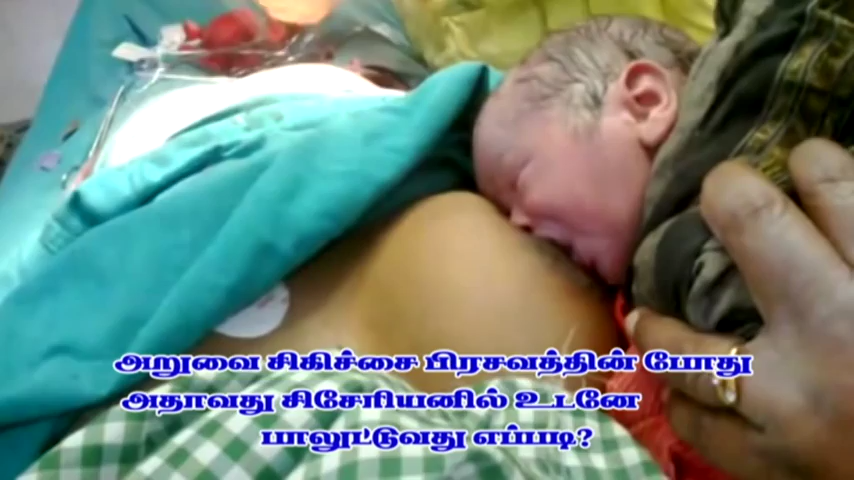 அறுவை சிகிச்சை பிரசவத்தின் போது
அதாவது சிசேரியனில் உடனே
பாலுட்டுவது எப்படி?